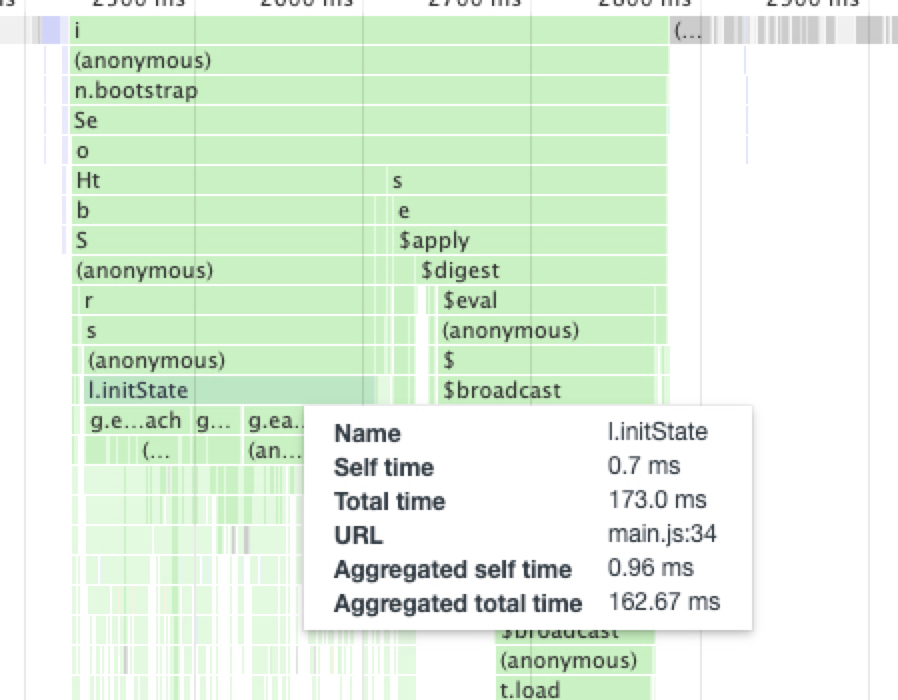 2500 ms 2600 ms 2700 ms 2800 ms 2900 ms
i (...
(anonymous)
n.bootstrap
Se
o
Ht s
b e
S $apply
(anonymous) $digest
r $eval
s (anonymous)
(anonymous) $
l.initState $broadcast
g.e...ach g... g.ea...
(... (an...
Name l.initState
Self time 0.7 ms
Total time 173.0 ms
URL main.js:34
Aggregated self time 0.96 ms
Aggregated total time 162.67 ms
$broadcast
(anonymous)
t.load